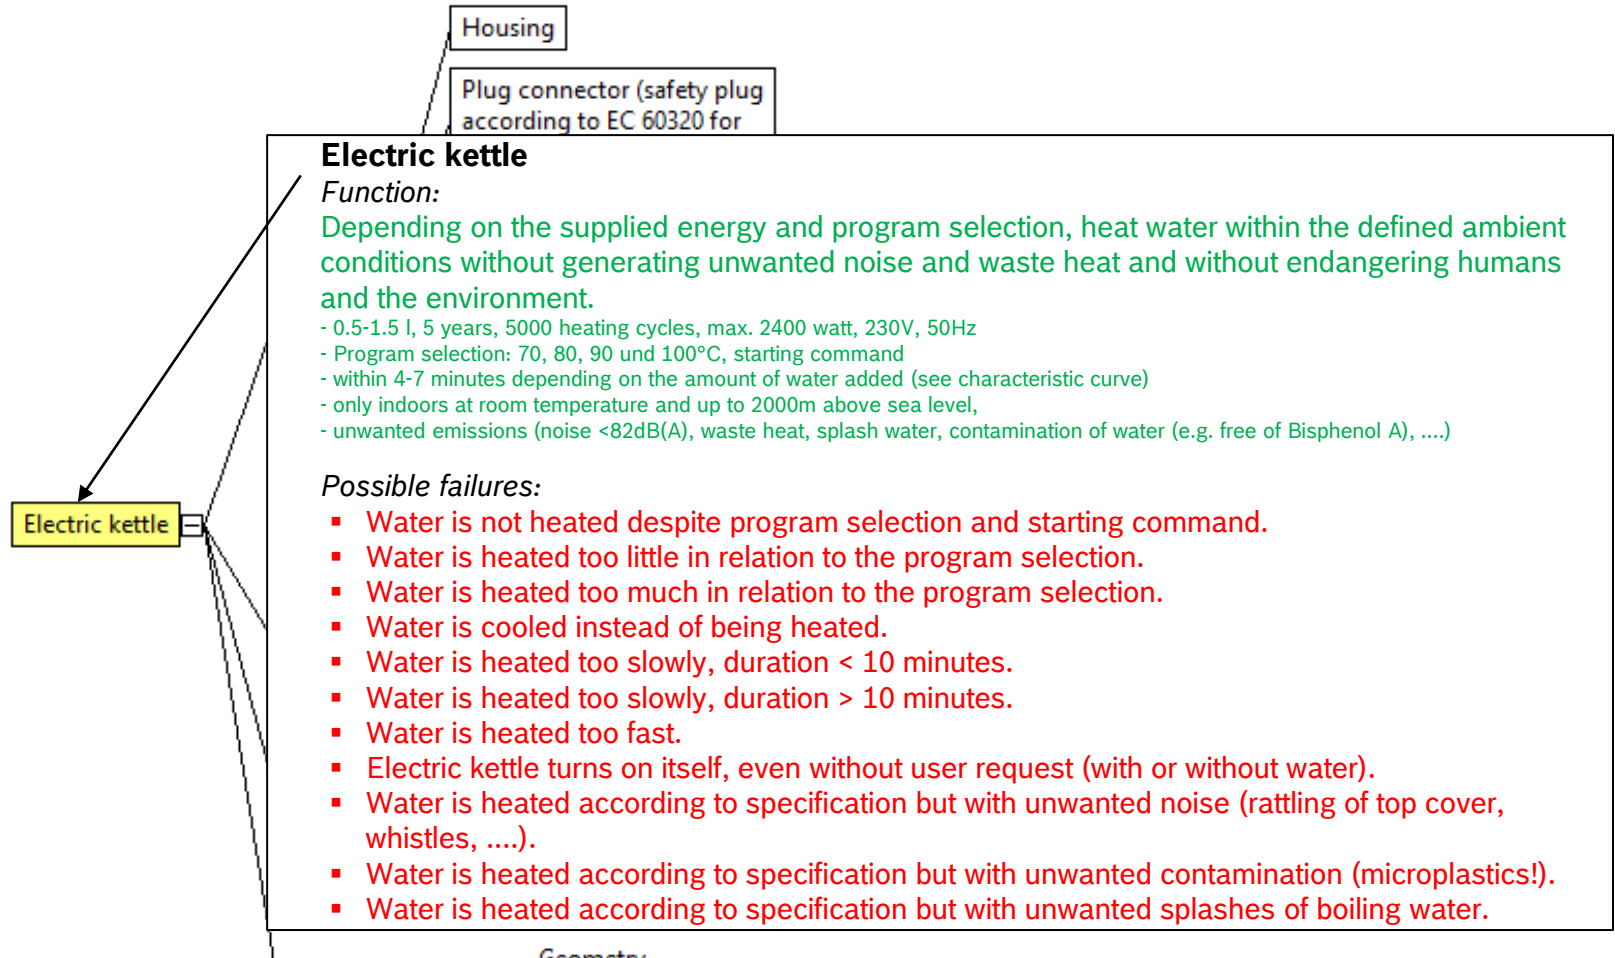 Housing
Plug connector (safety plug
according to EC 60320 for
Electric kettle
Function:
Depending on the supplied energy and program selection, heat water within the defined ambient
conditions without generating unwanted noise and waste heat and without endangering humans
and the environment.
- 0.5-1.5 l, 5 years, 5000 heating cycles, max. 2400 watt, 230V, 50Hz
- Program selection: 70, 80, 90 und 100°C, starting command
- within 4-7 minutes depending on the amount of water added (see characteristic curve)
- only indoors at room temperature and up to 2000m above sea level,
- unwanted emissions (noise <82dB(A), waste heat, splash water, contamination of water (e.g. free of Bisphenol A), ....)
Possible failures:
▪ Water is not heated despite program selection and starting command.
▪ Water is heated too little in relation to the program selection.
▪ Water is heated too much in relation to the program selection.
▪ Water is cooled instead of being heated.
▪ Water is heated too slowly, duration < 10 minutes.
▪ Water is heated too slowly, duration > 10 minutes.
▪ Water is heated too fast.
▪ Electric kettle turns on itself, even without user request (with or without water).
▪ Water is heated according to specification but with unwanted noise (rattling of top cover,
whistles, ....).
▪ Water is heated according to specification but with unwanted contamination (microplastics!).
▪ Water is heated according to specification but with unwanted splashes of boiling water.
Electric kettle
Geometry